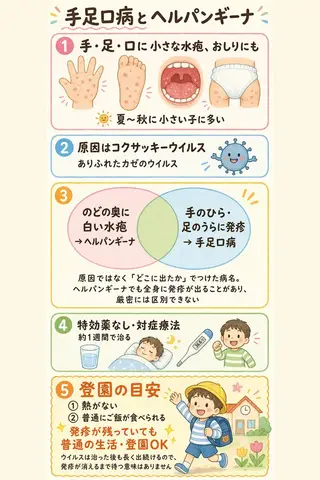 手足口病とヘルパンギーナ
1 手・足・口に小さな水疱、おしりにも
夏〜秋に小さい子に多い
2 原因はコクサッキーウイルス
ありふれたカゼのウイルス
3
のどの奥に
白い水疱
→ヘルパンギーナ
手のひら・
足のうらに発疹
→手足口病
原因ではなく「どこに出たか」でつけた病名。
ヘルパンギーナでも全身に発疹が出ることがあり、
厳密には区別できない
4 特効薬なし・対症療法
約1週間で治る
5 登園の目安
① 熱がない
② 普通にご飯が食べられる
発疹が残っていても
普通の生活・登園OK
ウイルスは治った後も長く出続けるので、
発疹が消えるまで待つ意味はありません